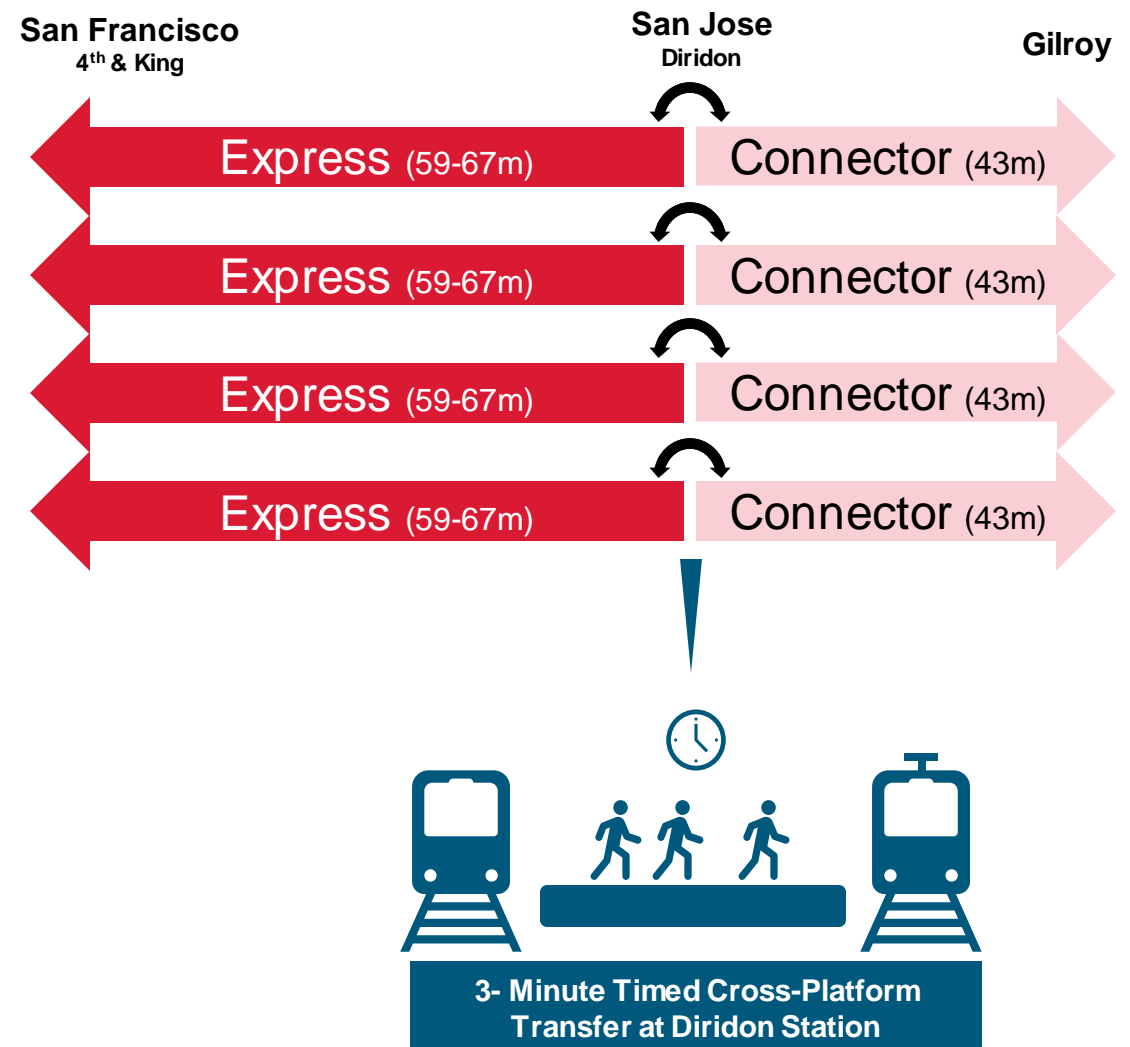 San Francisco
4th & King
San Jose
Diridon
Gilroy
Express (59-67m)
Connector (43m)
Express (59-67m)
Connector (43m)
Express (59-67m)
Connector (43m)
Express (59-67m)
Connector (43m)
3- Minute Timed Cross-Platform
Transfer at Diridon Station